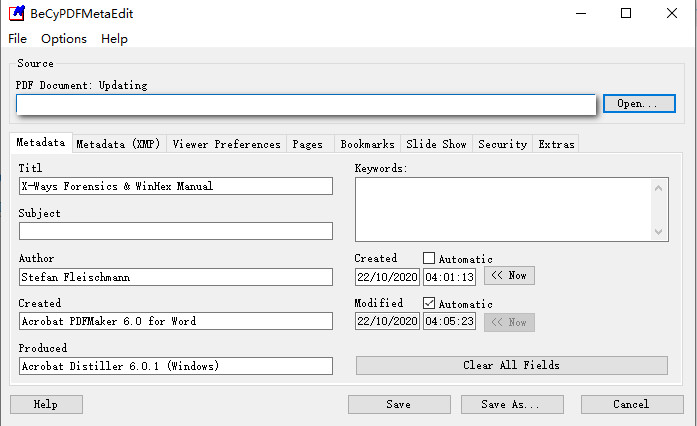 BeCyPDFMetaEdit
File Options Help
Source
PDF Document: Updating
Open...
Metadata Metadata (XMP) Viewer Preferences Pages Bookmarks Slide Show Security Extras
Titl
X-Ways Forensics & WinHex Manual
Subject
Author
Stefan Fleischmann
Created
Acrobat PDFMaker 6.0 for Word
Produced
Acrobat Distiller 6.0.1 (Windows)
Keywords:
Created Automatic
22/10/2020 04:01:13 << Now
Modified Automatic
22/10/2020 04:05:23 << Now
Clear All Fields
Help Save Save As... Cancel